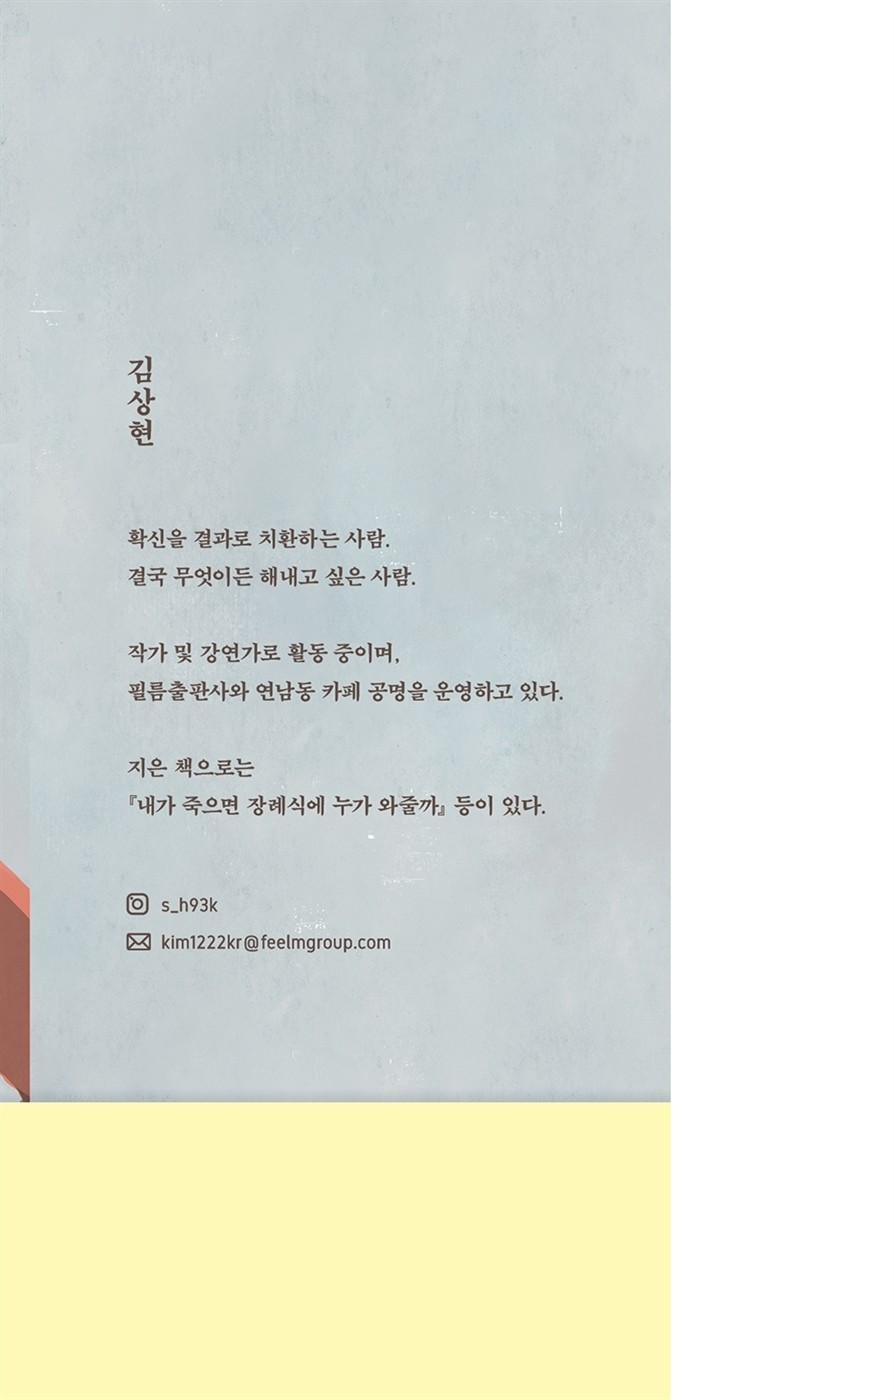 김상현
확신을 결과로 치환하는 사람.
결국 무엇이든 해내고 싶은 사람.
작가 및 강연가로 활동 중이며,
필름출판사와 연남동 카페 공명을 운영하고 있다.
지은 책으로는
『내가 죽으면 장례식에 누가 와줄까』 등이 있다.
s_h93k
kim1222kr@feelmgroup.com